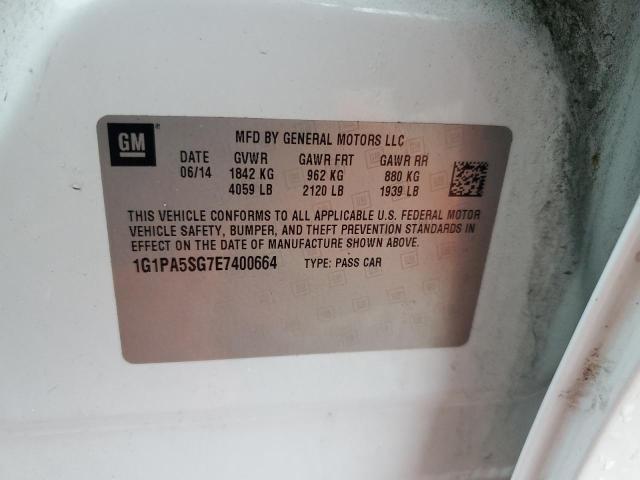 GM
MFD BY GENERAL MOTORS LLC
DATE GVWR GAWR FRT GAWR RR
06/14 1842 KG 962 KG 880 KG
4059 LB 2120 LB 1939 LB
THIS VEHICLE CONFORMS TO ALL APPLICABLE U.S. FEDERAL MOTOR
VEHICLE SAFETY, BUMPER, AND THEFT PREVENTION STANDARDS IN
EFFECT ON THE DATE OF MANUFACTURE SHOWN ABOVE.
1G1PA5SG7E7400664 TYPE: PASS CAR